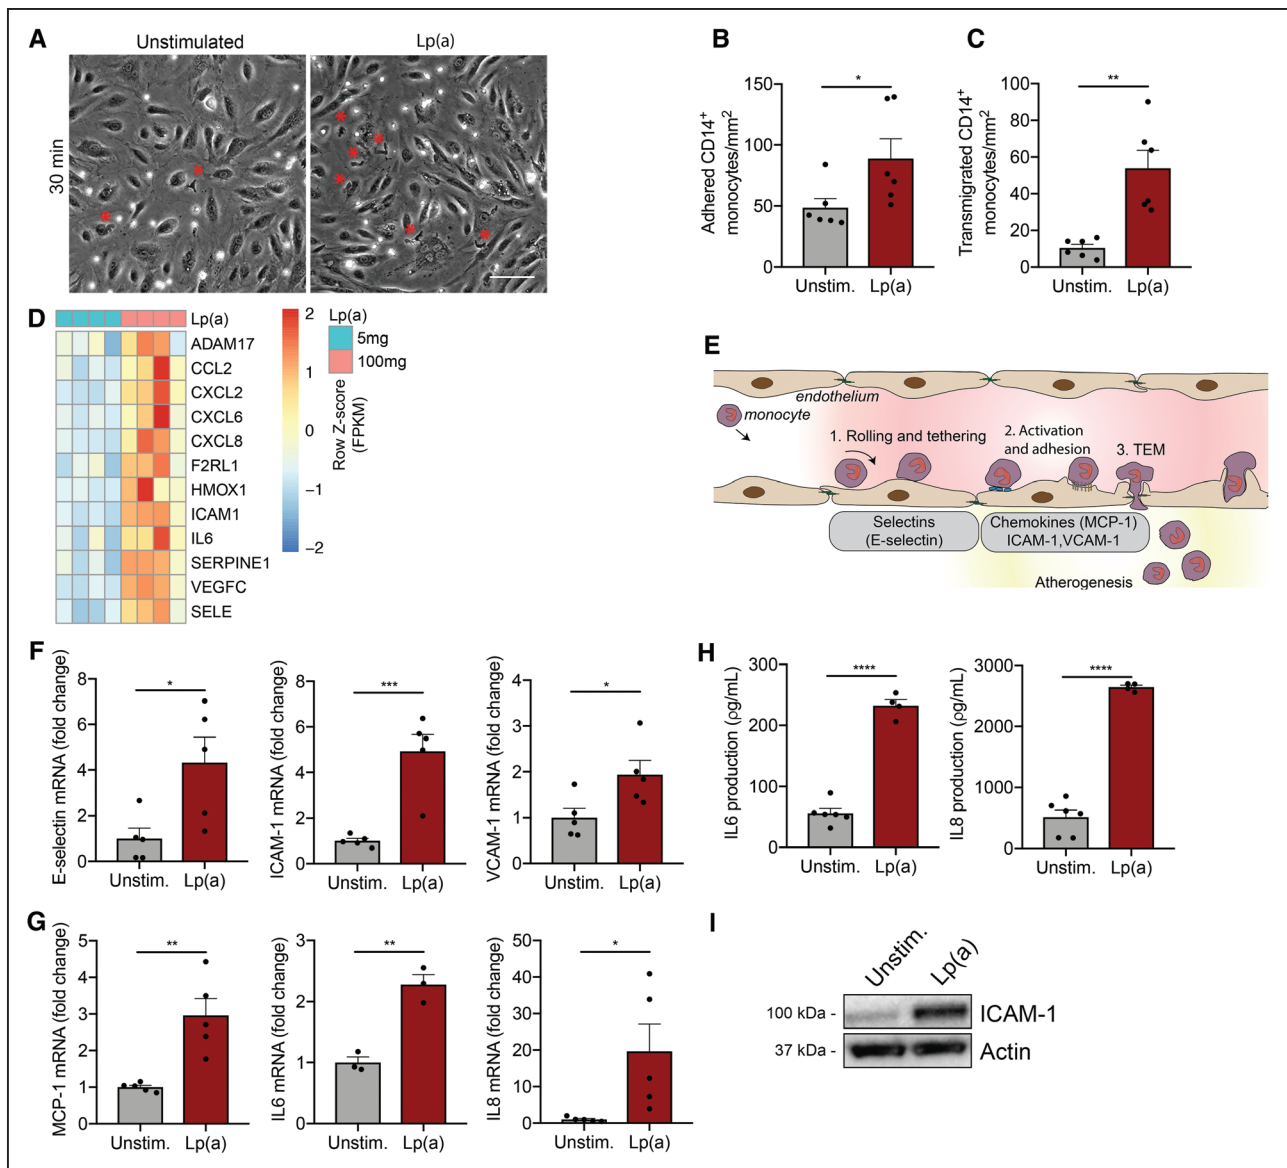 A
Unstimulated
Lp(a)
30 min
*
*
*
*
*
*
*
*
B
Adhered CD14+
monocytes/mm2
150
100
50
0
*
Unstim.
Lp(a)
C
Transmigrated CD14+
monocytes/mm2
100
80
60
40
20
0
**
Unstim.
Lp(a)
D
Lp(a)
ADAM17
CCL2
CXCL2
CXCL6
CXCL8
F2RL1
HMOX1
ICAM1
IL6
SERPINE1
VEGFC
SELE
2
1
0
−1
−2
Row Z-score
(FPKM)
Lp(a)
5mg
100mg
E
endothelium
monocyte
1. Rolling and tethering
2. Activation
and adhesion
3. TEM
Selectins
(E-selectin)
Chemokines (MCP-1)
ICAM-1,VCAM-1
Atherogenesis
F
E-selectin mRNA (fold change)
8
6
4
2
0
*
Unstim.
Lp(a)
ICAM-1 mRNA (fold change)
8
6
4
2
0
***
Unstim.
Lp(a)
VCAM-1 mRNA (fold change)
4
3
2
1
0
*
Unstim.
Lp(a)
G
MCP-1 mRNA (fold change)
5
4
3
2
1
0
**
Unstim.
Lp(a)
IL6 mRNA (fold change)
3
2
1
0
**
Unstim.
Lp(a)
IL8 mRNA (fold change)
50
40
30
20
10
0
*
Unstim.
Lp(a)
H
IL6 production (ρg/mL)
300
200
100
0
****
Unstim.
Lp(a)
IL8 production (ρg/mL)
3000
2000
1000
0
****
Unstim.
Lp(a)
I
Unstim.
Lp(a)
100 kDa -
ICAM-1
37 kDa -
Actin